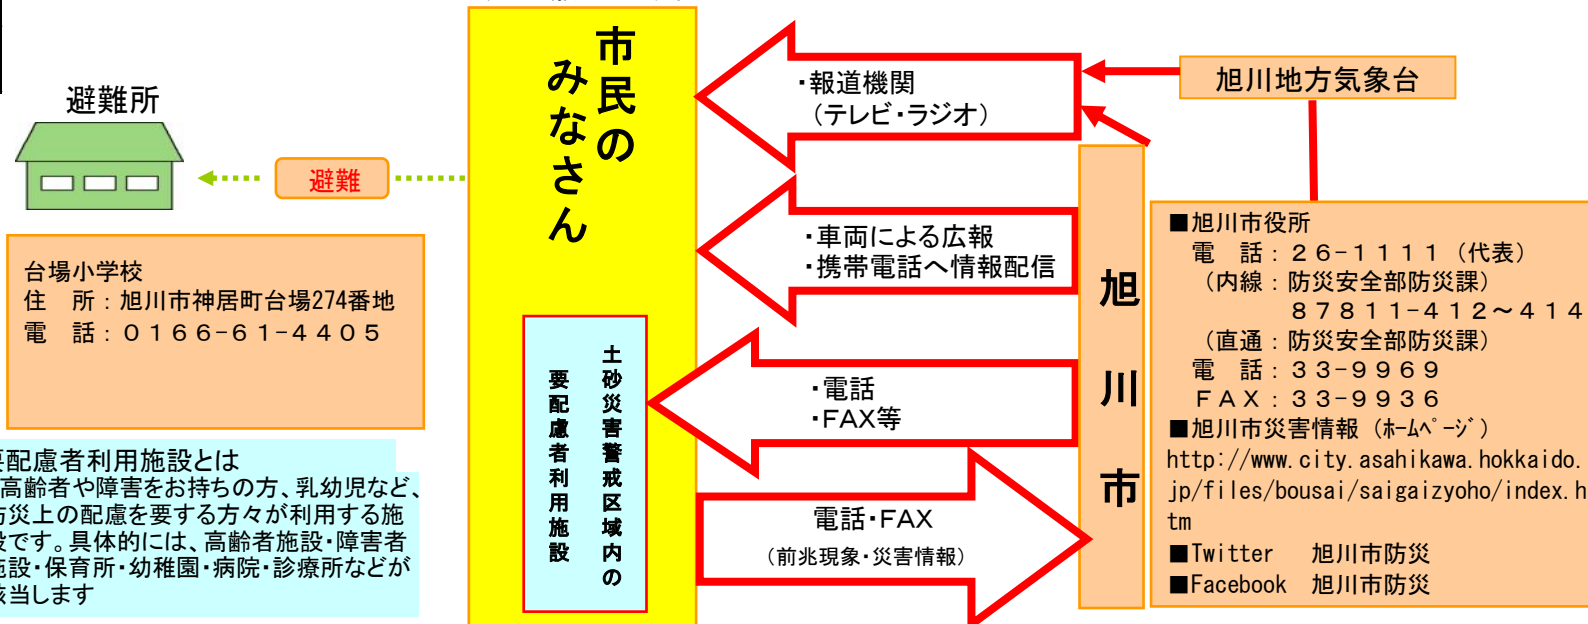 避難所
避難
台場小学校
住　所：旭川市神居町台場274番地
電　話：０１６６-６１-４４０５
要配慮者利用施設とは
高齢者や障害をお持ちの方、乳幼児など、
防災上の配慮を要する方々が利用する施
設です。具体的には、高齢者施設・障害者
施設・保育所・幼稚園・病院・診療所などが
該当します
市民の
みなさん
土砂災害警戒区域内の
要配慮者利用施設
・報道機関
（テレビ・ラジオ）
・車両による広報
・携帯電話へ情報配信
・電話
・FAX等
電話・FAX
（前兆現象・災害情報）
旭川市
旭川地方気象台
■旭川市役所
電　話：２６-１１１１（代表）
（内線：防災安全部防災課）
８７８１１-４１２～４１４
（直通：防災安全部防災課）
電　話：３３-９９６９
ＦＡＸ：３３-９９３６
■旭川市災害情報（ﾎｰﾑﾍﾟｰｼﾞ）
http://www.city.asahikawa.hokkaido.
jp/files/bousai/saigaizyoho/index.h
tm
■Twitter　旭川市防災
■Facebook　旭川市防災